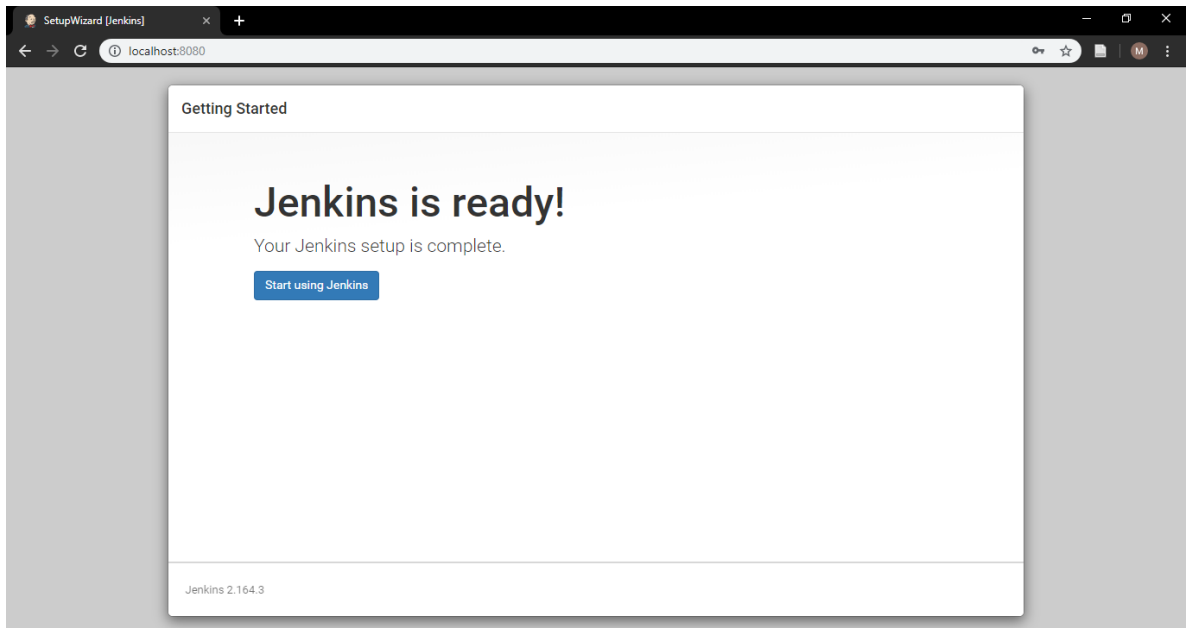 SetupWizard [Jenkins]
localhost:8080
M
Getting Started
Jenkins is ready!
Your Jenkins setup is complete.
Start using Jenkins
Jenkins 2.164.3